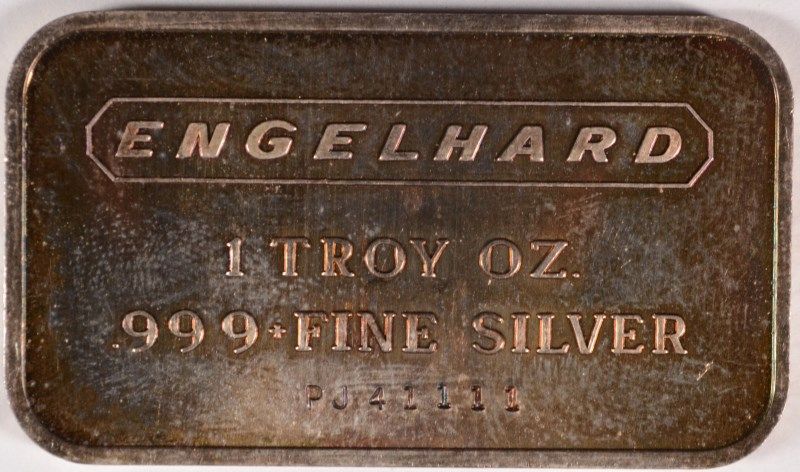 ENGELHARD
1 TROY OZ.
.999+FINE SILVER
PJ41111